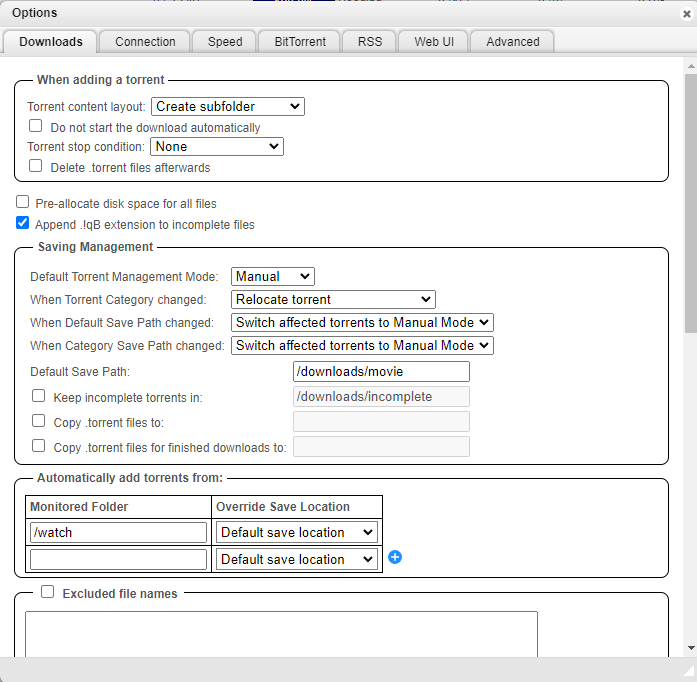 Options
Downloads Connection Speed BitTorrent RSS Web UI Advanced
When adding a torrent
Torrent content layout: Create subfolder
Do not start the download automatically
Torrent stop condition: None
Delete .torrent files afterwards
Pre-allocate disk space for all files
Append .!qB extension to incomplete files
Saving Management
Default Torrent Management Mode: Manual
When Torrent Category changed: Relocate torrent
When Default Save Path changed: Switch affected torrents to Manual Mode
When Category Save Path changed: Switch affected torrents to Manual Mode
Default Save Path: /downloads/movie
Keep incomplete torrents in: /downloads/incomplete
Copy .torrent files to:
Copy .torrent files for finished downloads to:
Automatically add torrents from:
Monitored Folder Override Save Location
/watch Default save location
Default save location
Excluded file names